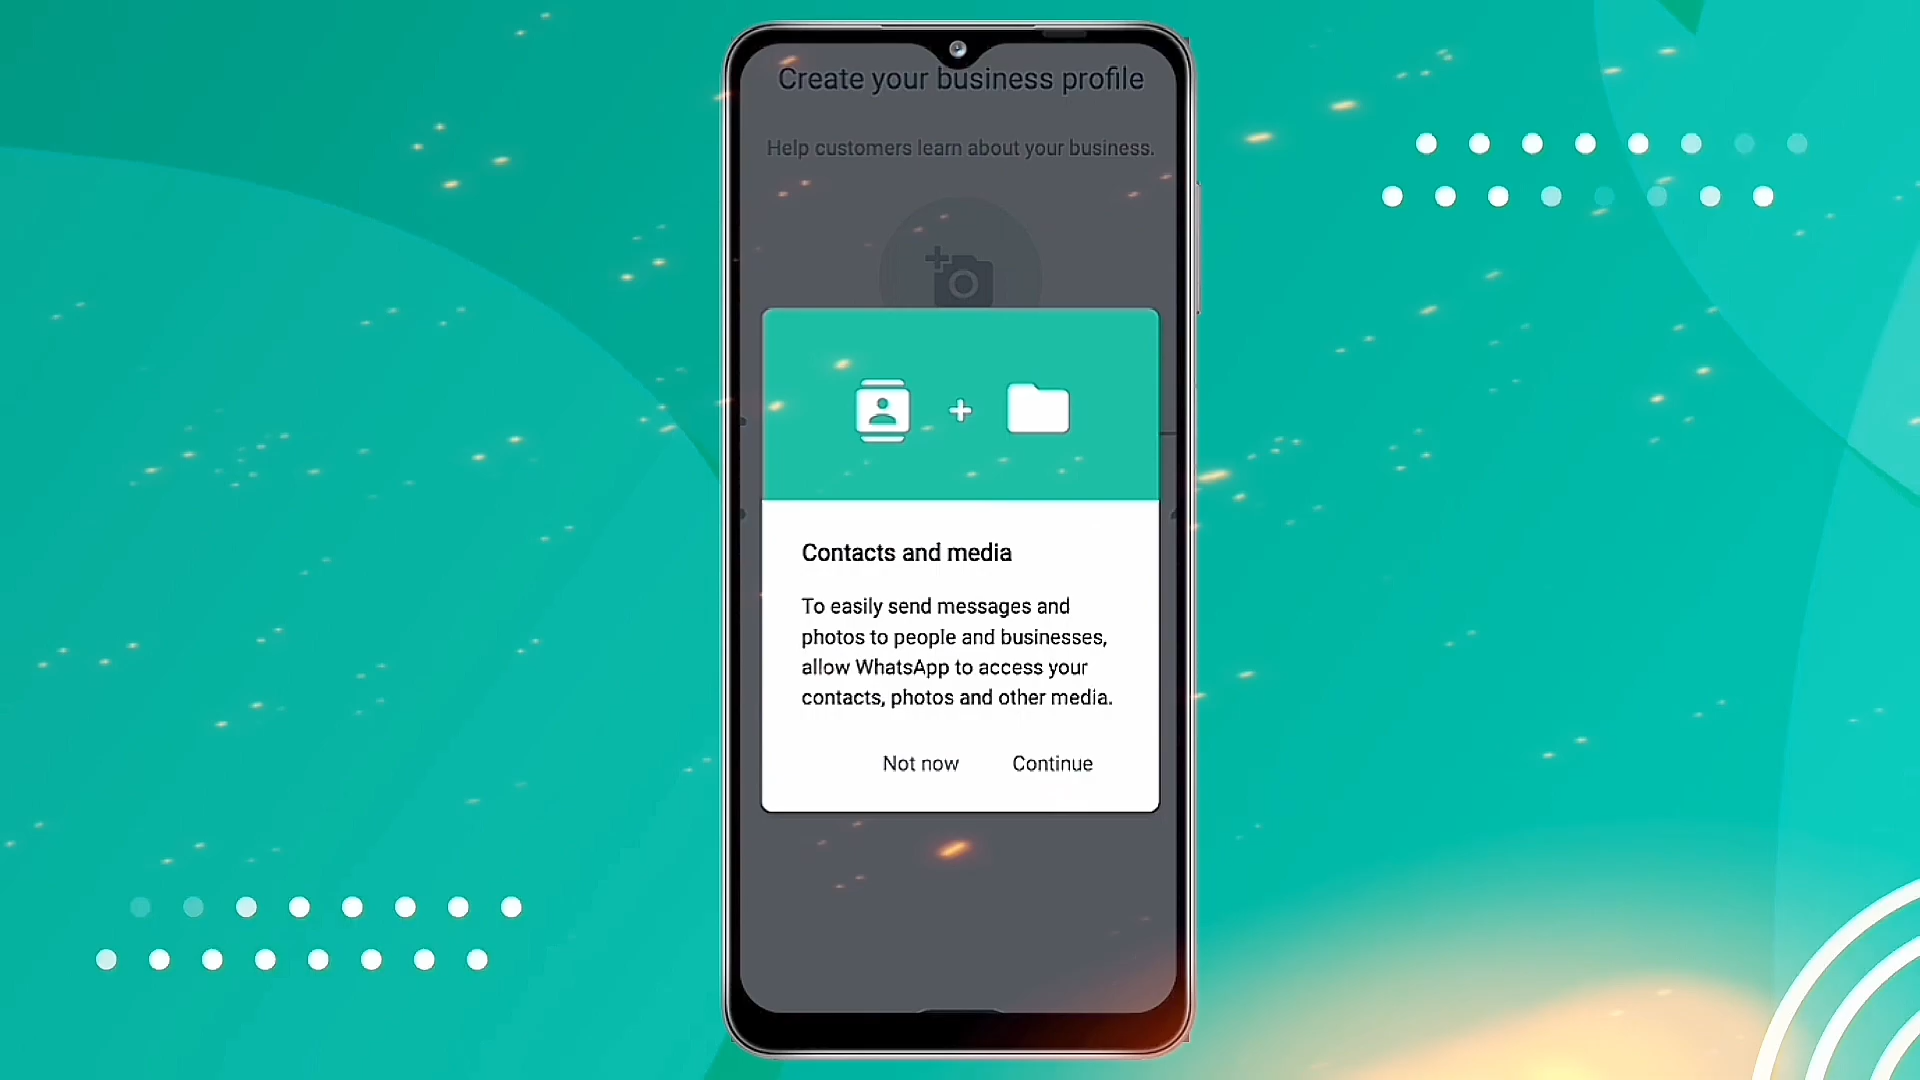 Create your business profile
Help customers learn about your business.
Contacts and media
To easily send messages and
photos to people and businesses,
allow WhatsApp to access your
contacts, photos and other media.
Not now Continue